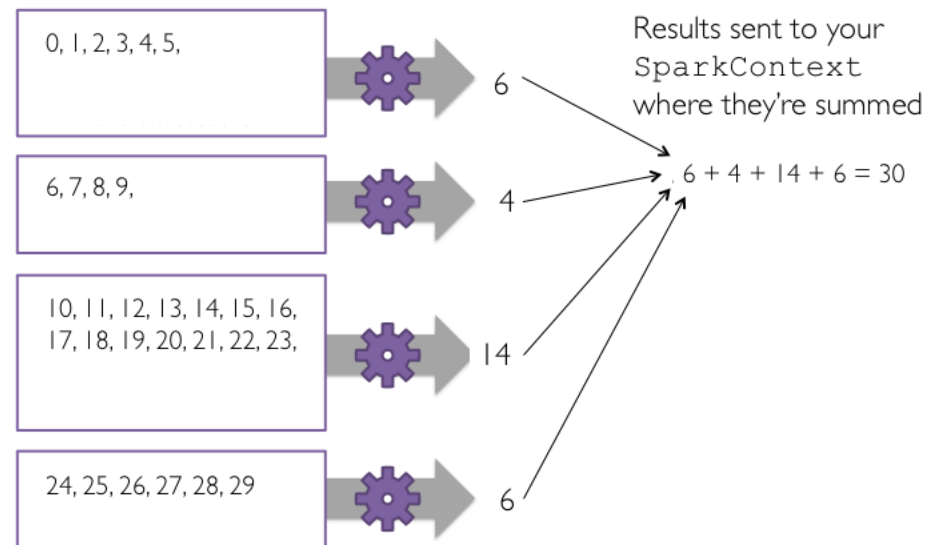 0, 1, 2, 3, 4, 5,
6
Results sent to your
SparkContext
where they're summed
6, 7, 8, 9,
4
6 + 4 + 14 + 6 = 30
10, 11, 12, 13, 14, 15, 16,
17, 18, 19, 20, 21, 22, 23,
14
24, 25, 26, 27, 28, 29
6